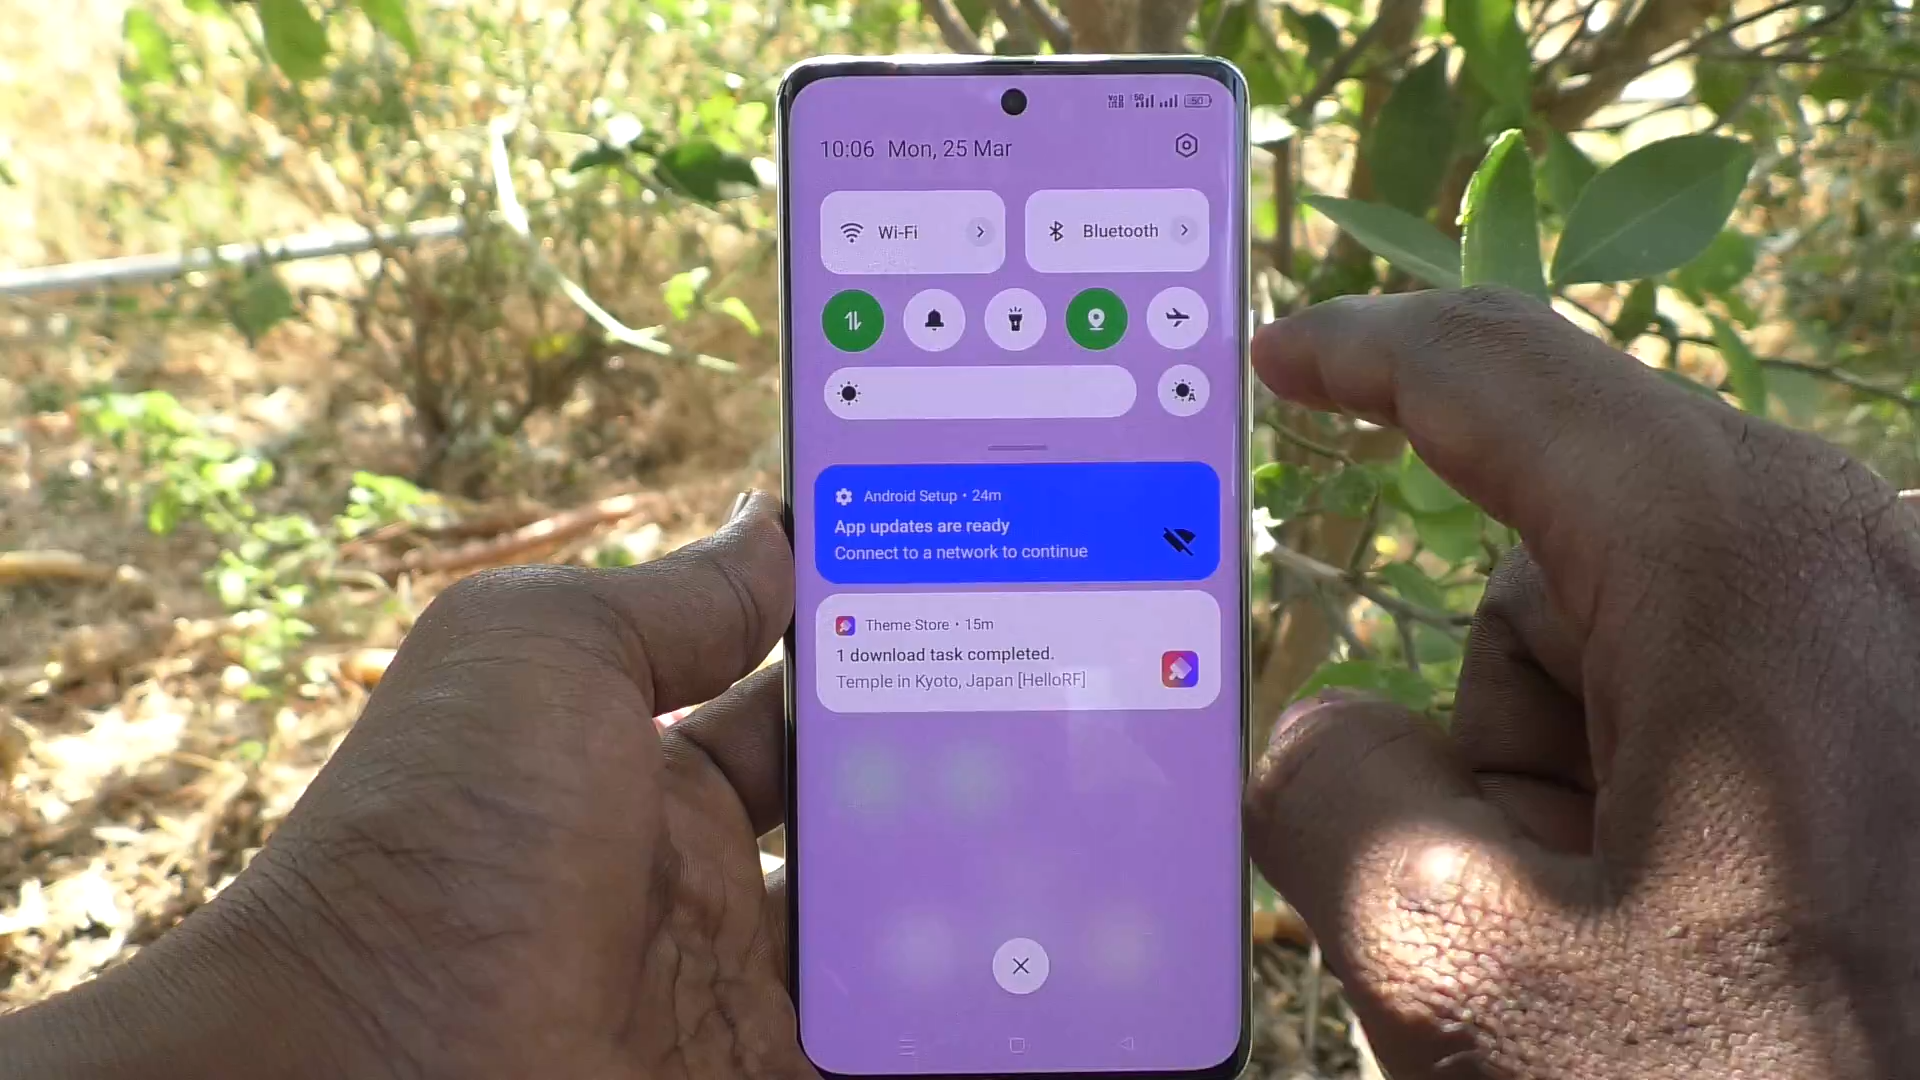 50
10:06 Mon, 25 Mar
Wi-Fi
Bluetooth
A
Android Setup • 24m
App updates are ready
Connect to a network to continue
Theme Store • 15m
1 download task completed.
Temple in Kyoto, Japan [HelloRF]